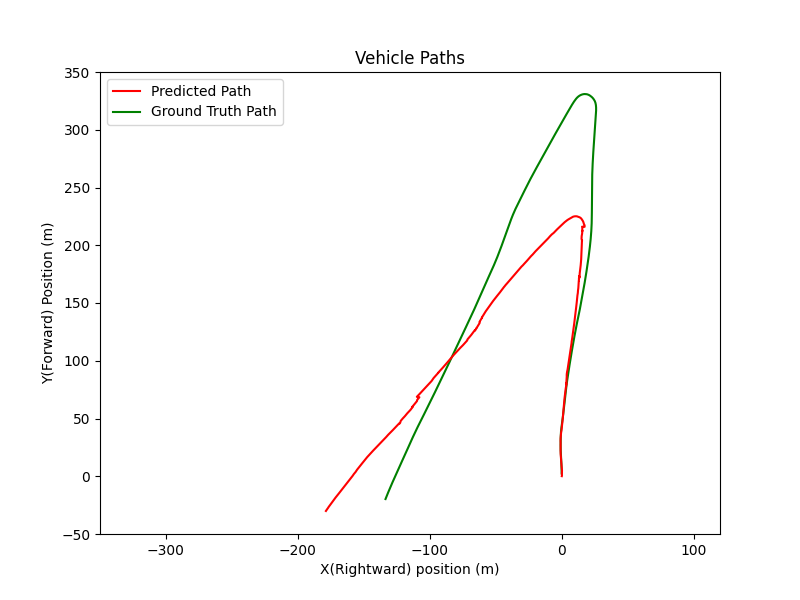 Vehicle Paths
Predicted Path
Ground Truth Path
350
300
250
200
150
100
50
0
−50
Y(Forward) Position (m)
−300
−200
−100
0
100
X(Rightward) position (m)